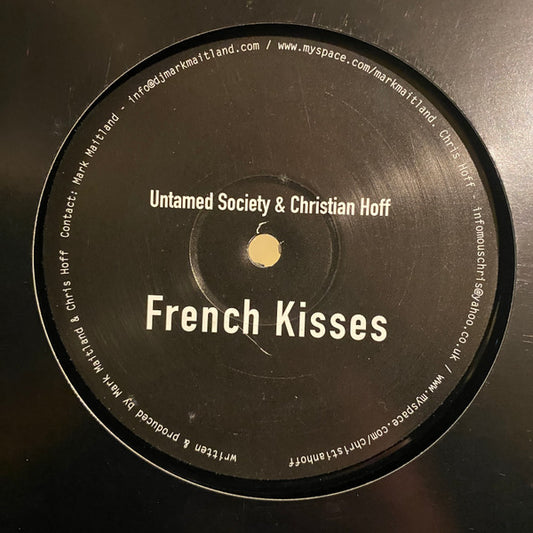 Untamed Society & Christian Hoff
French Kisses
written & produced by Mark Maitland & Chris Hoff Contact: Mark Maitland - info@djmarkmaitland.com / www.myspace.com/markmaitland. Chris Hoff - infomouschris@yahoo.co.uk / www.myspace.com/christianhoff